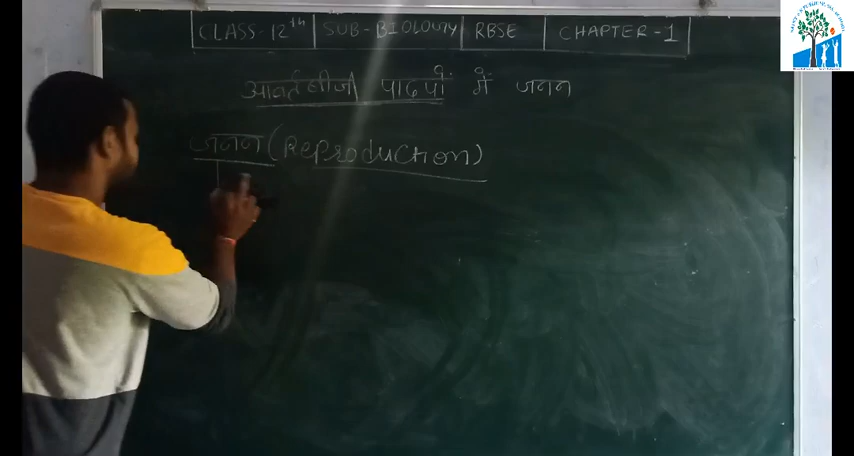 CLASS-12th SUB-BIOLOGY RBSE CHAPTER-1
आवर्तबीजी पादपों में जनन
जनन (Reproduction)